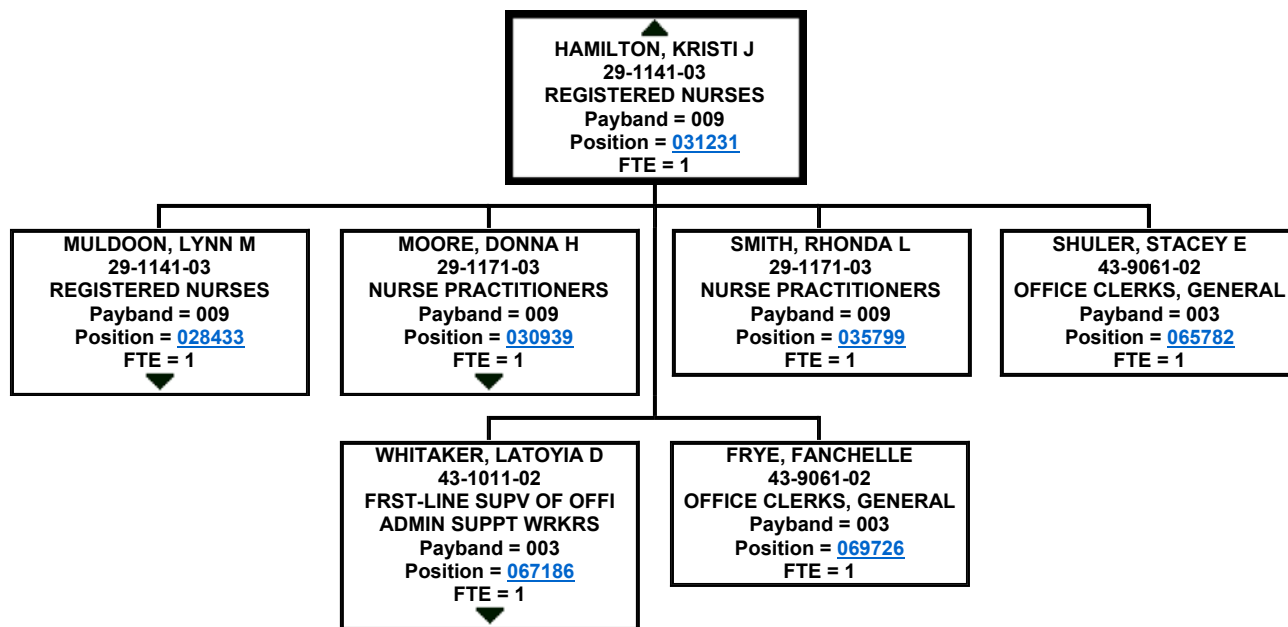 HAMILTON, KRISTI J
29-1141-03
REGISTERED NURSES
Payband = 009
Position = 031231
FTE = 1
MULDOON, LYNN M
29-1141-03
REGISTERED NURSES
Payband = 009
Position = 028433
FTE = 1
MOORE, DONNA H
29-1171-03
NURSE PRACTITIONERS
Payband = 009
Position = 030939
FTE = 1
SMITH, RHONDA L
29-1171-03
NURSE PRACTITIONERS
Payband = 009
Position = 035799
FTE = 1
SHULER, STACEY E
43-9061-02
OFFICE CLERKS, GENERAL
Payband = 003
Position = 065782
FTE = 1
WHITAKER, LATOYIA D
43-1011-02
FRST-LINE SUPV OF OFFI
ADMIN SUPPT WRKRS
Payband = 003
Position = 067186
FTE = 1
FRYE, FANCHELLE
43-9061-02
OFFICE CLERKS, GENERAL
Payband = 003
Position = 069726
FTE = 1